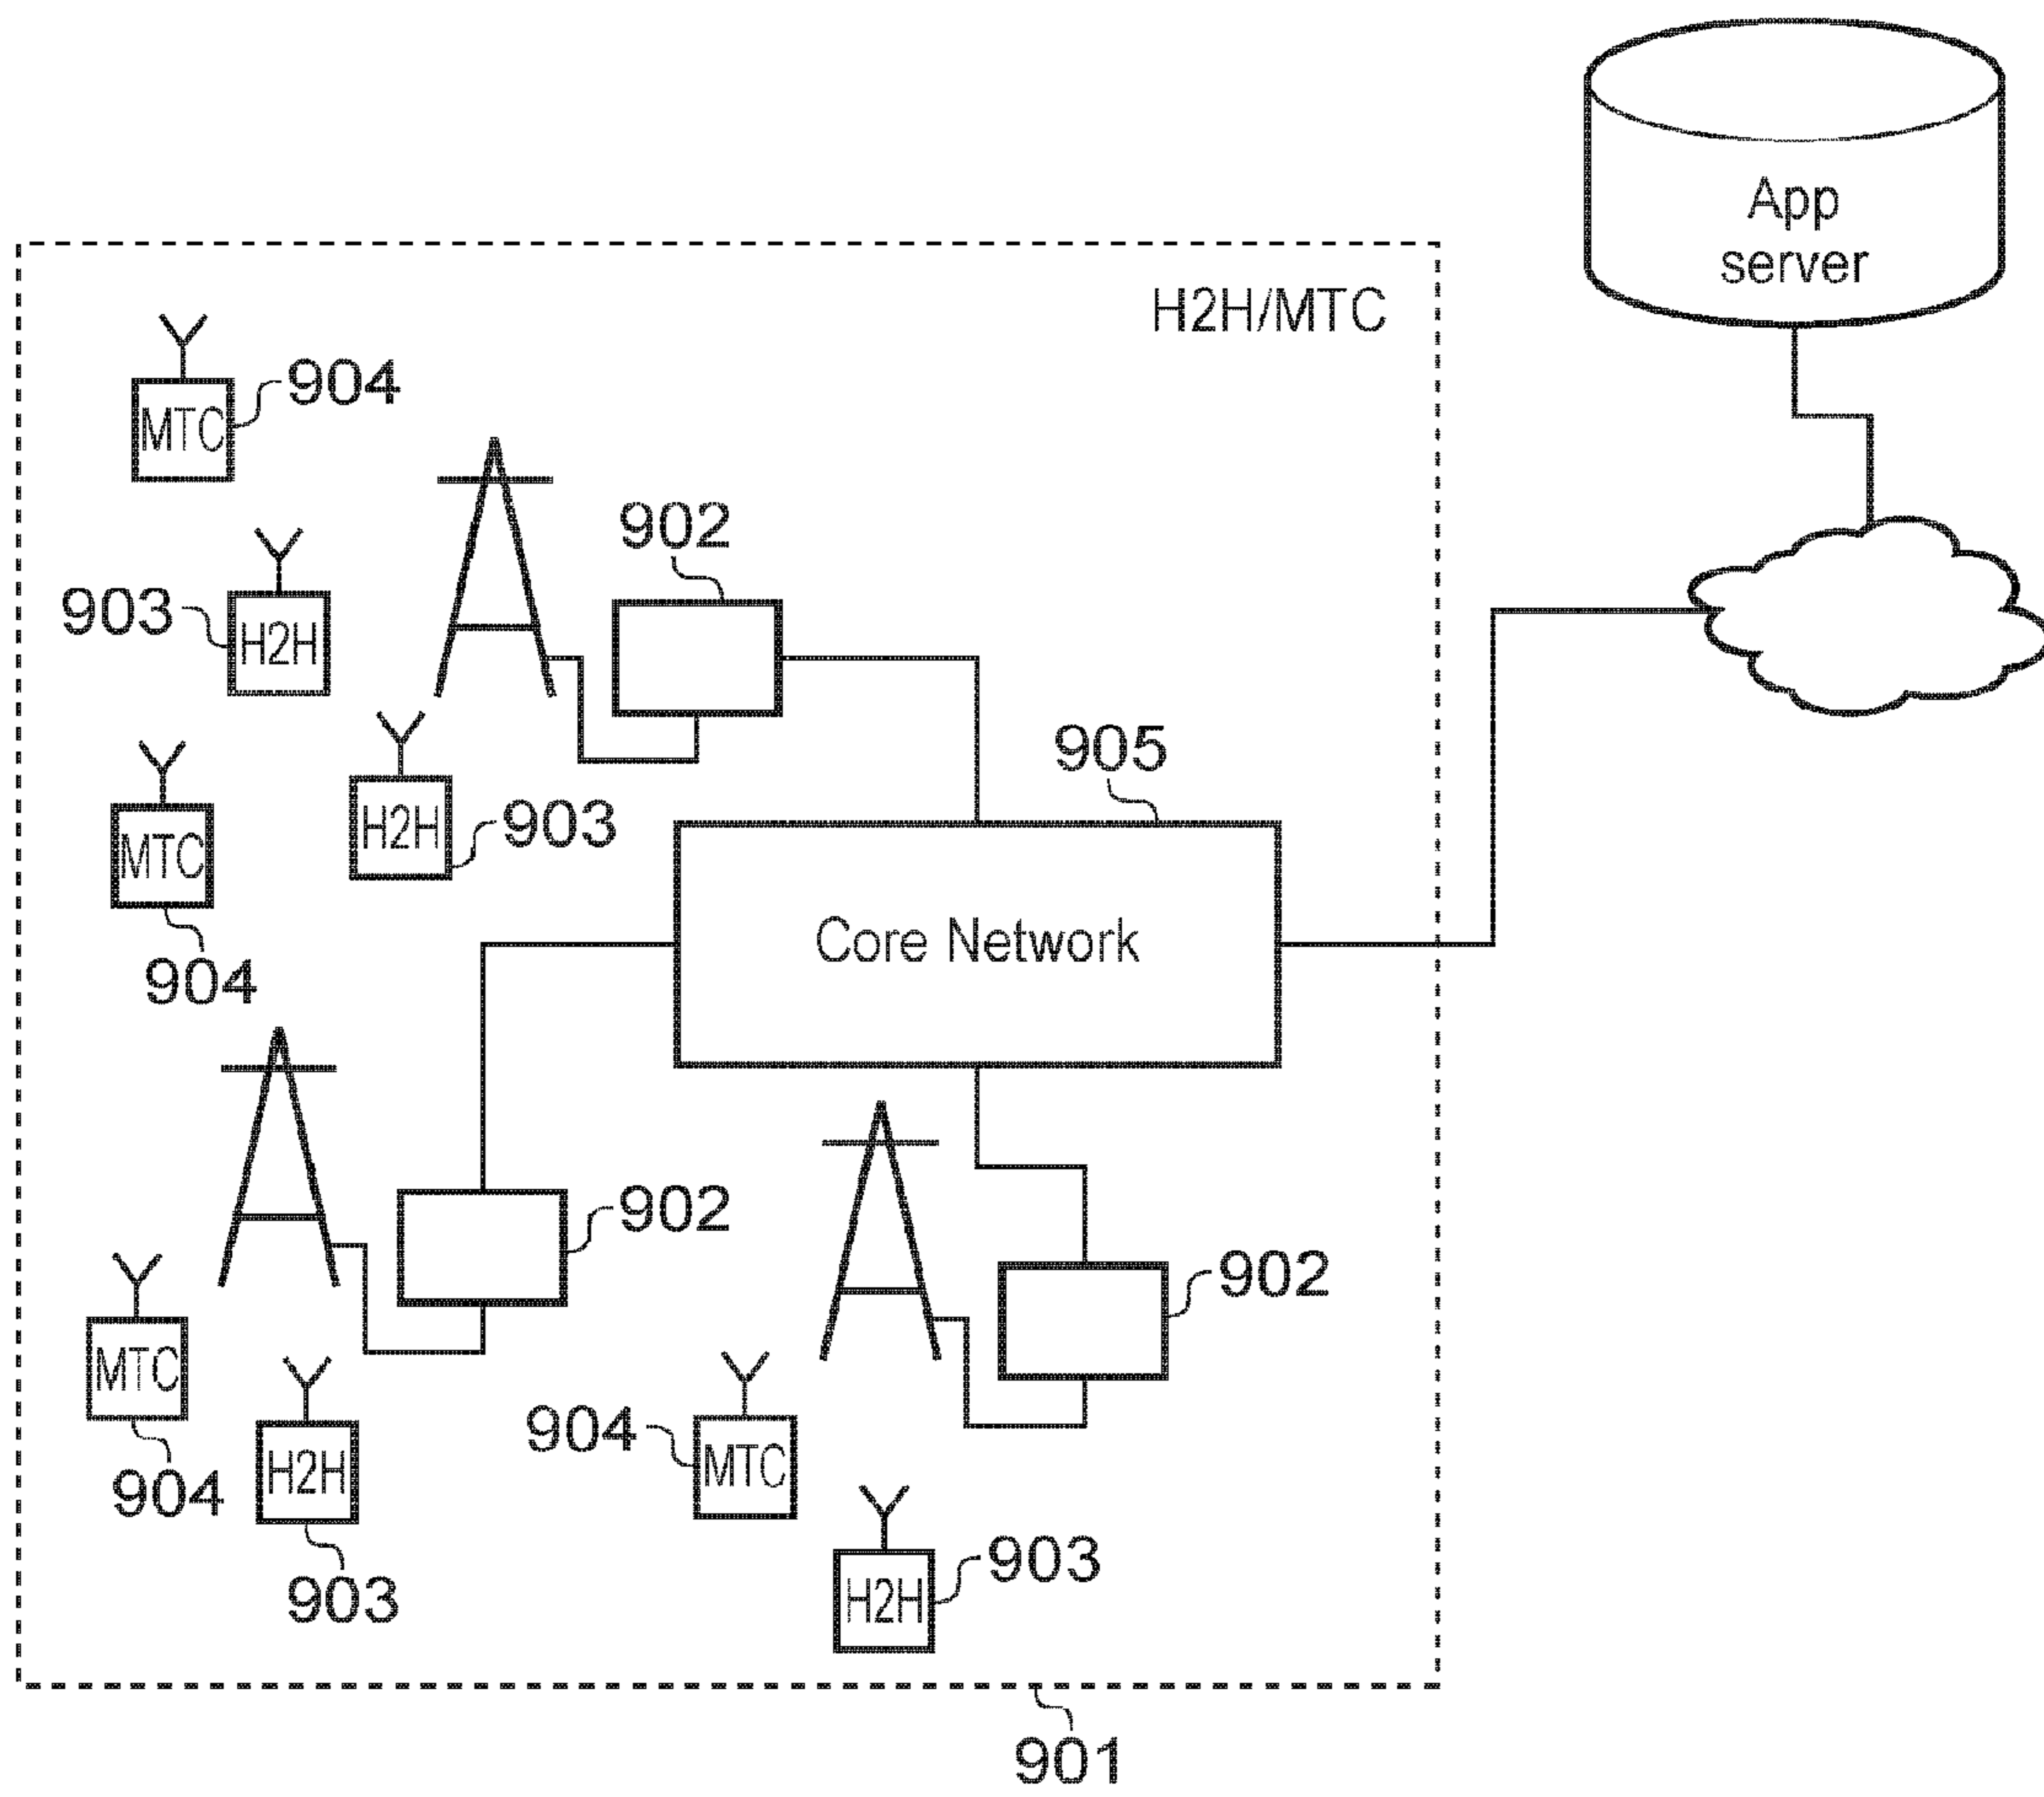 App
server
H2H/MTC
904
MTC
902
903
H2H
905
903
H2H
MTC
904
Core Network
902
902
MTC
904
H2H
903
904
MTC
903
H2H
901